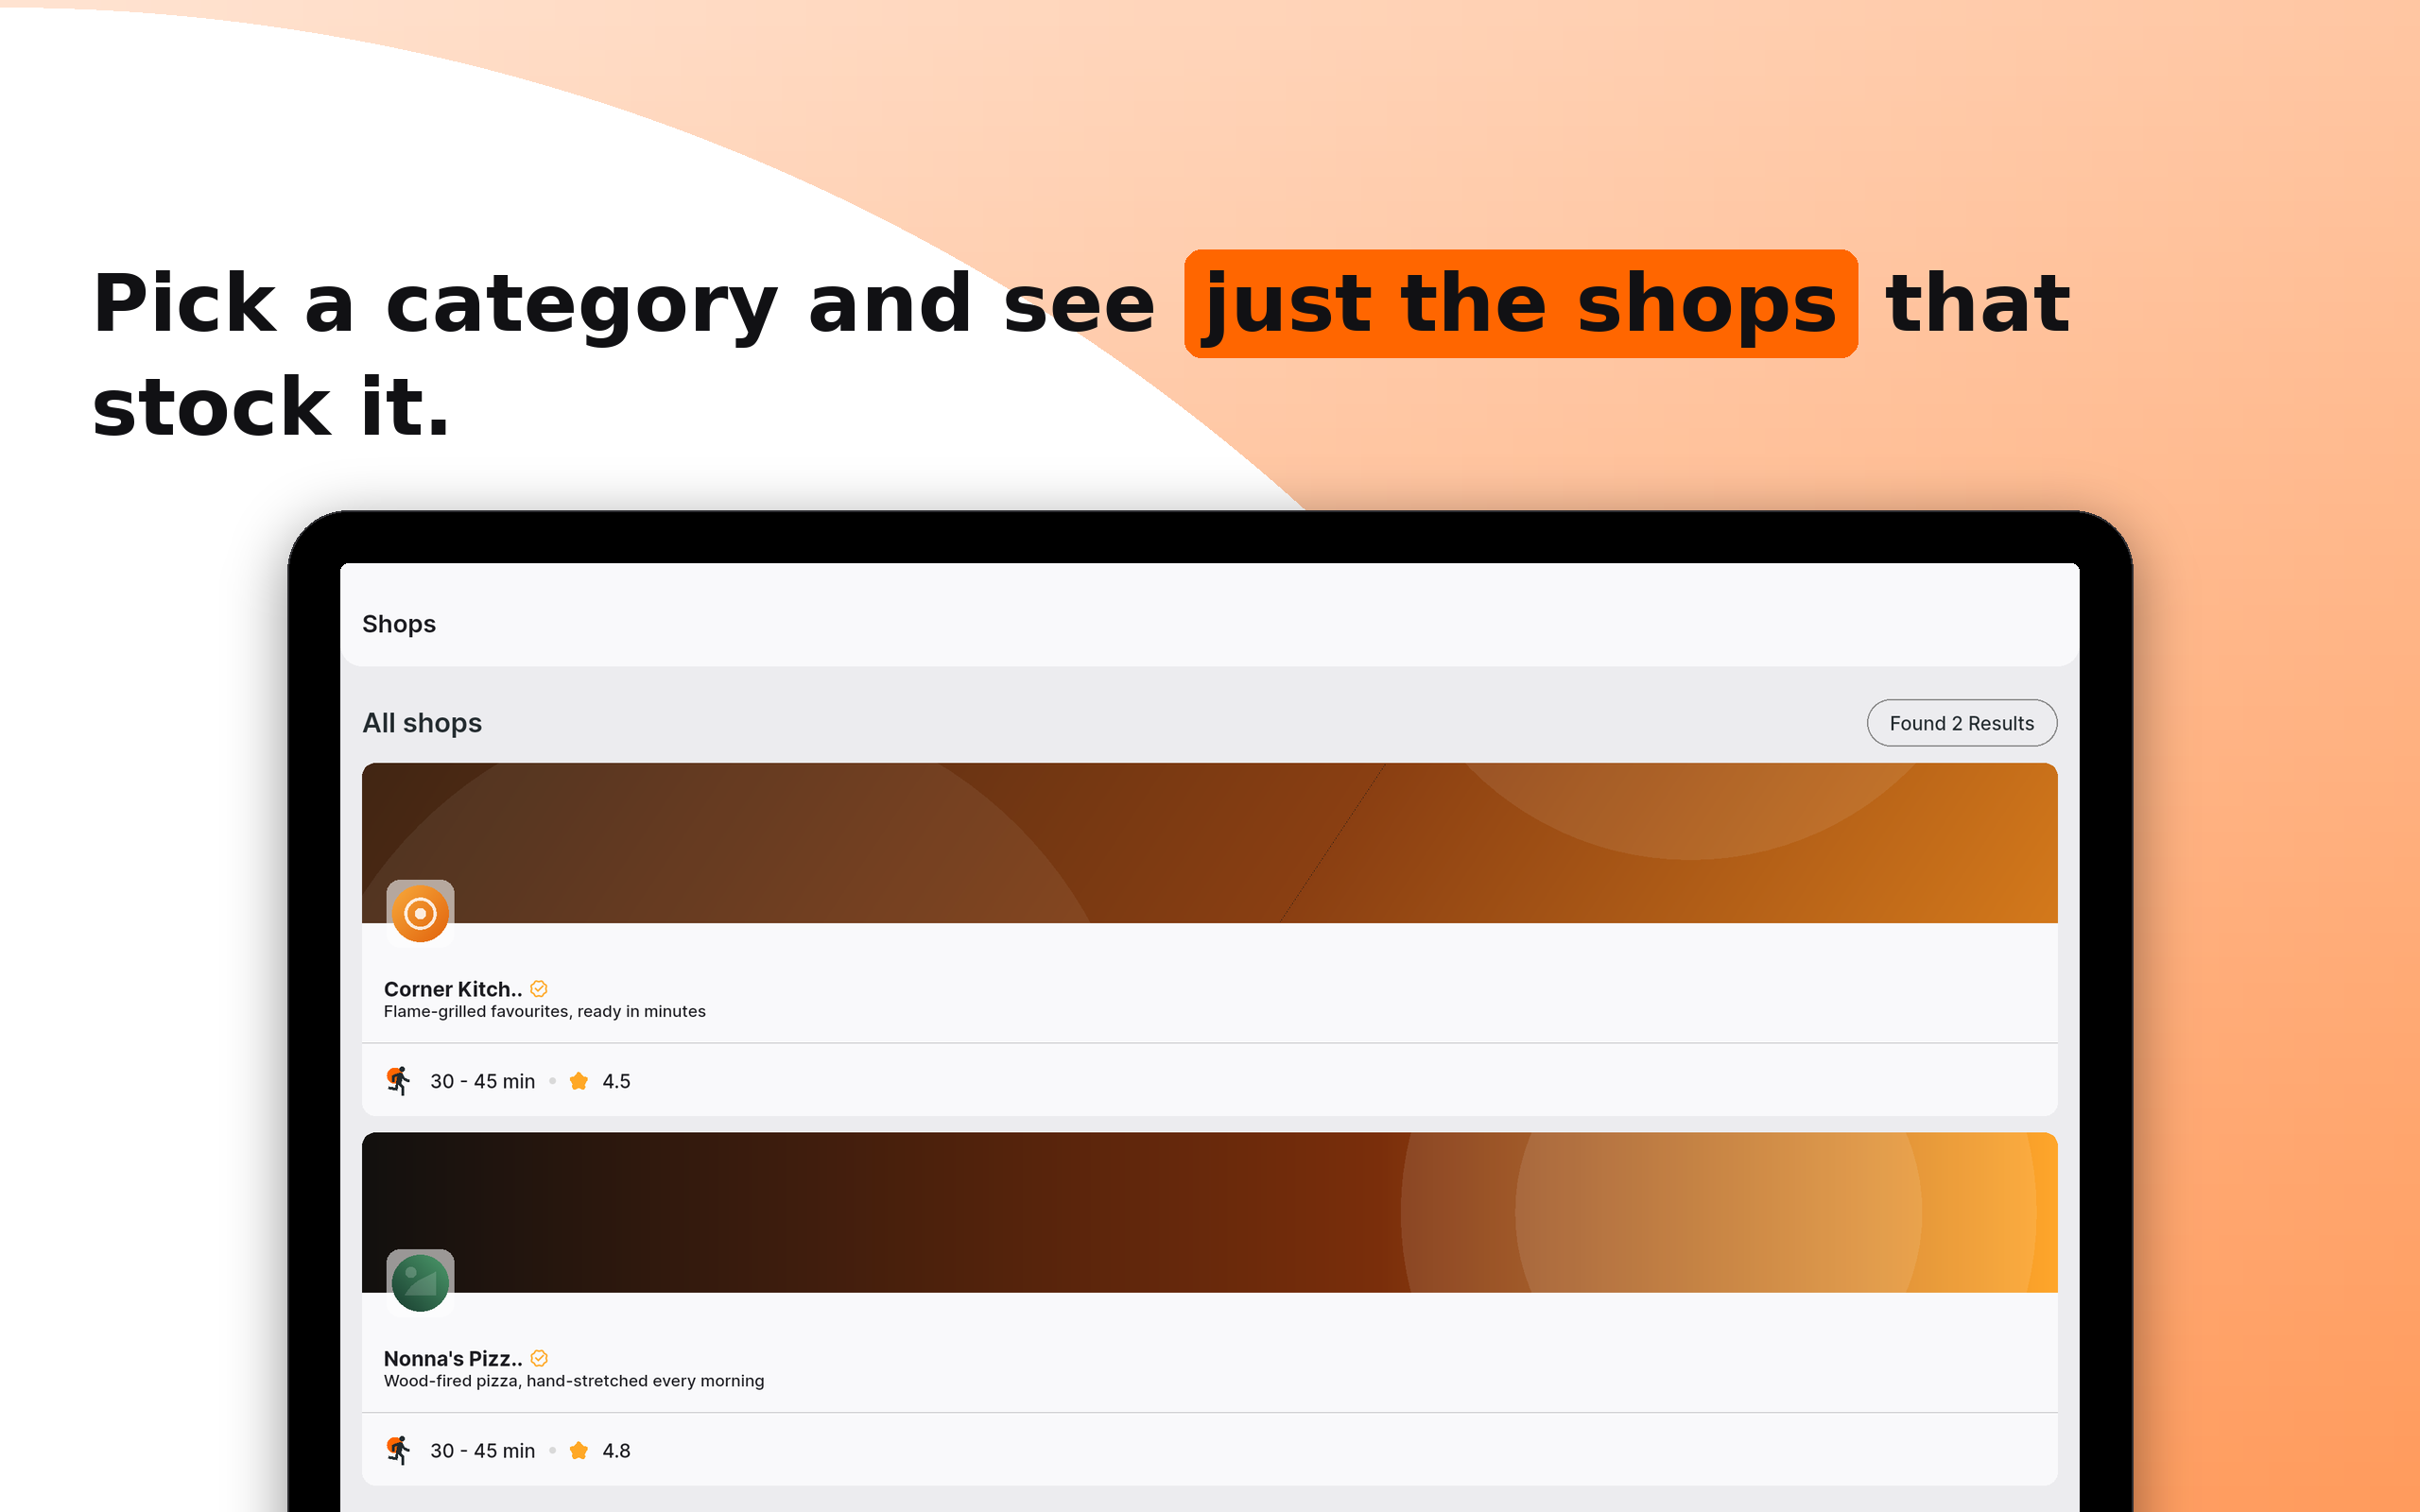 Pick a category and see just the shops that
stock it.
Shops
All shops
Found 2 Results
Corner Kitch..
Flame-grilled favourites, ready in minutes
30 - 45 min
4.5
Nonna's Pizz..
Wood-fired pizza, hand-stretched every morning
30 - 45 min
4.8